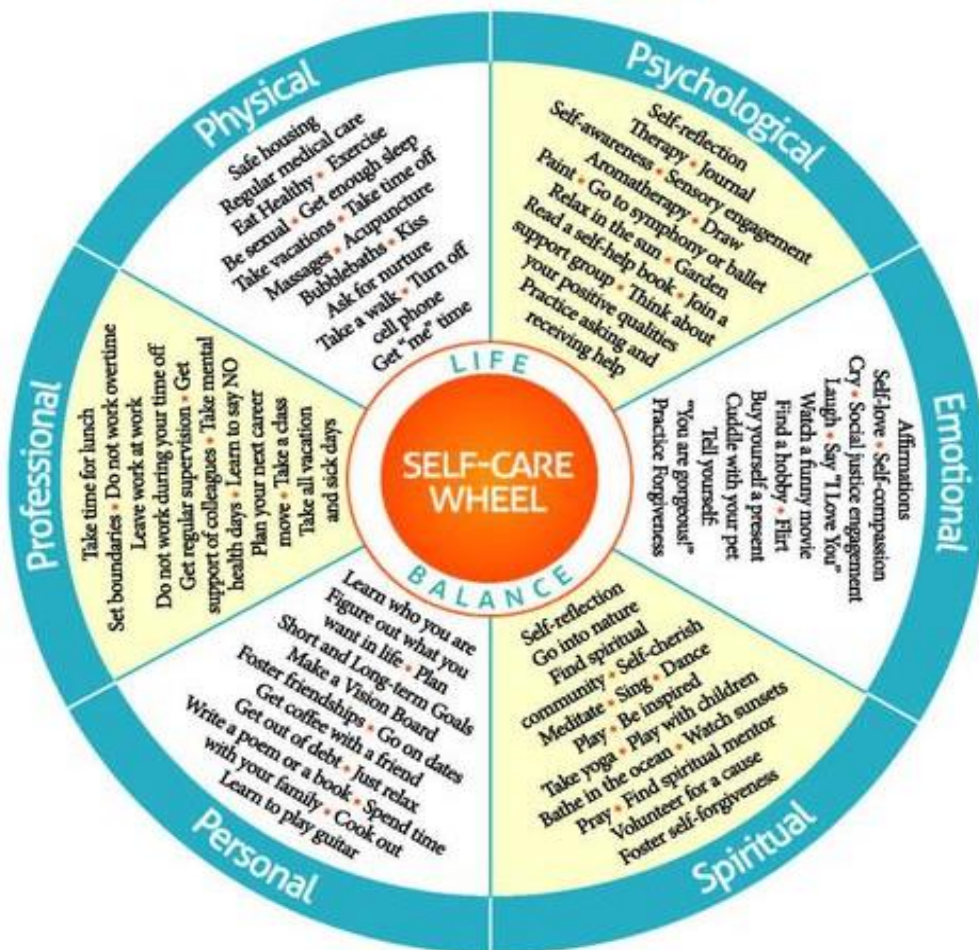 Physical
Safe housing
Regular medical care
Eat Healthy • Exercise
Be sexual • Get enough sleep
Take vacations • Take time off
Massages • Acupuncture
Bubblebaths • Kiss
Ask for nurture
Take a walk • Turn off
cell phone
Get "me" time
Psychological
Self-reflection
Therapy • Journal
Self-awareness • Sensory engagement
Aromatherapy • Draw
Paint • Go to symphony or ballet
Relax in the sun • Garden
Read a self-help book • Join a
support group • Think about
your positive qualities
Practice asking and
receiving help
Emotional
Affirmations
Self-love • Self-compassion
Cry • Social justice engagement
Laugh • Say "I Love You"
Watch a funny movie
Find a hobby • Flirt
Buy yourself a present
Cuddle with your pet
Tell yourself:
"You are gorgeous!"
Practice Forgiveness
Spiritual
Self-reflection
Go into nature
Find spiritual
community • Self-cherish
Meditate • Sing • Dance
Play • Be inspired
Take yoga • Play with children
Bathe in the ocean • Watch sunsets
Pray • Find spiritual mentor
Volunteer for a cause
Foster self-forgiveness
Personal
Learn who you are
Figure out what you
want in life • Plan
Short and Long-term Goals
Make a Vision Board
Foster friendships • Go on dates
Get coffee with a friend
Get out of debt • Just relax
Write a poem or a book • Spend time
with your family • Cook out
Learn to play guitar
Professional
Take time for lunch
Set boundaries • Do not work overtime
Leave work at work
Do not work during your time off
Get regular supervision • Get
support of colleagues • Take mental
health days • Learn to say NO
Plan your next career
move • Take a class
Take all vacation
and sick days
LIFE
SELF-CARE
WHEEL
BALANCE